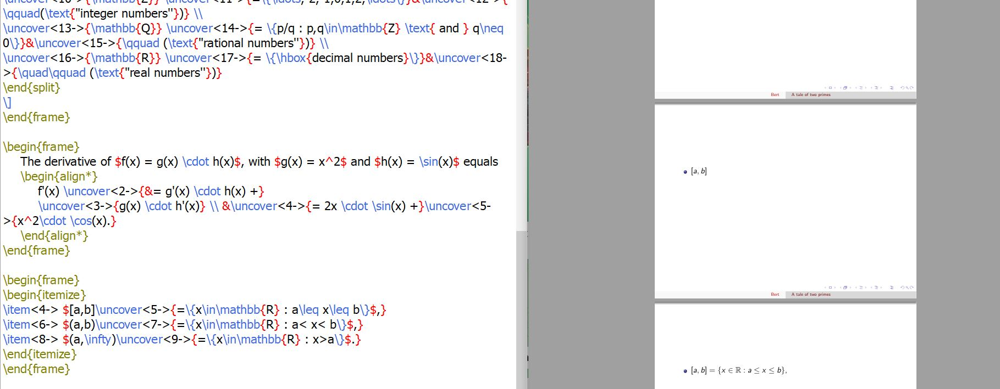 \qquad(\text{"integer numbers"})} \\
\uncover<13->{\mathbb{Q}} \uncover<14->{= \{p/q : p,q\in\mathbb{Z} \text{ and } q\neq
0\}}&\uncover<15->{\qquad (\text{"rational numbers"})} \\
\uncover<16->{\mathbb{R}} \uncover<17->{= \{\hbox{decimal numbers}\}}&\uncover<18-
>{\quad\qquad (\text{"real numbers"})}
\end{split}
\]
\end{frame}
\begin{frame}
The derivative of $f(x) = g(x) \cdot h(x)$, with $g(x) = x^2$ and $h(x) = \sin(x)$ equals
\begin{align*}
f'(x) \uncover<2->{&= g'(x) \cdot h(x) +}
\uncover<3->{g(x) \cdot h'(x)} \\ &\uncover<4->{= 2x \cdot \sin(x) +}\uncover<5-
>{x^2\cdot \cos(x).}
\end{align*}
\end{frame}
\begin{frame}
\begin{itemize}
\item<4-> $[a,b]\uncover<5->{=\{x\in\mathbb{R} : a\leq x\leq b\}$,}
\item<6-> $(a,b)\uncover<7->{=\{x\in\mathbb{R} : a< x< b\}$,}
\item<8-> $(a,\infty)\uncover<9->{=\{x\in\mathbb{R} : x>a\}$.}
\end{itemize}
\end{frame}
Bert A tale of two primes
[a, b]
Bert A tale of two primes
[a, b] = {x ∈ ℝ : a ≤ x ≤ b},